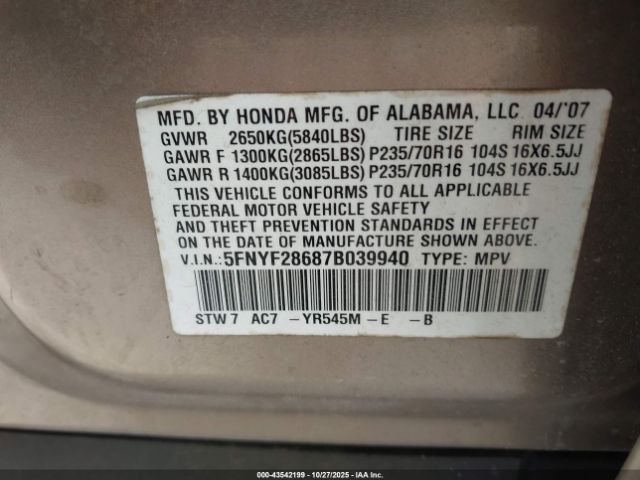 MFD. BY HONDA MFG. OF ALABAMA, LLC 04/'07
GVWR 2650KG(5840LBS) TIRE SIZE RIM SIZE
GAWR F 1300KG(2865LBS) P235/70R16 104S 16X6.5JJ
GAWR R 1400KG(3085LBS) P235/70R16 104S 16X6.5JJ
THIS VEHICLE CONFORMS TO ALL APPLICABLE
FEDERAL MOTOR VEHICLE SAFETY
AND THEFT PREVENTION STANDARDS IN EFFECT
ON THE DATE OF MANUFACTURE SHOWN ABOVE.
V.I.N.:5FNYF28687B039940 TYPE: MPV
STW7 AC7 -YR545M-E -B
000-43542199 | 10/27/2025 | IAA Inc.